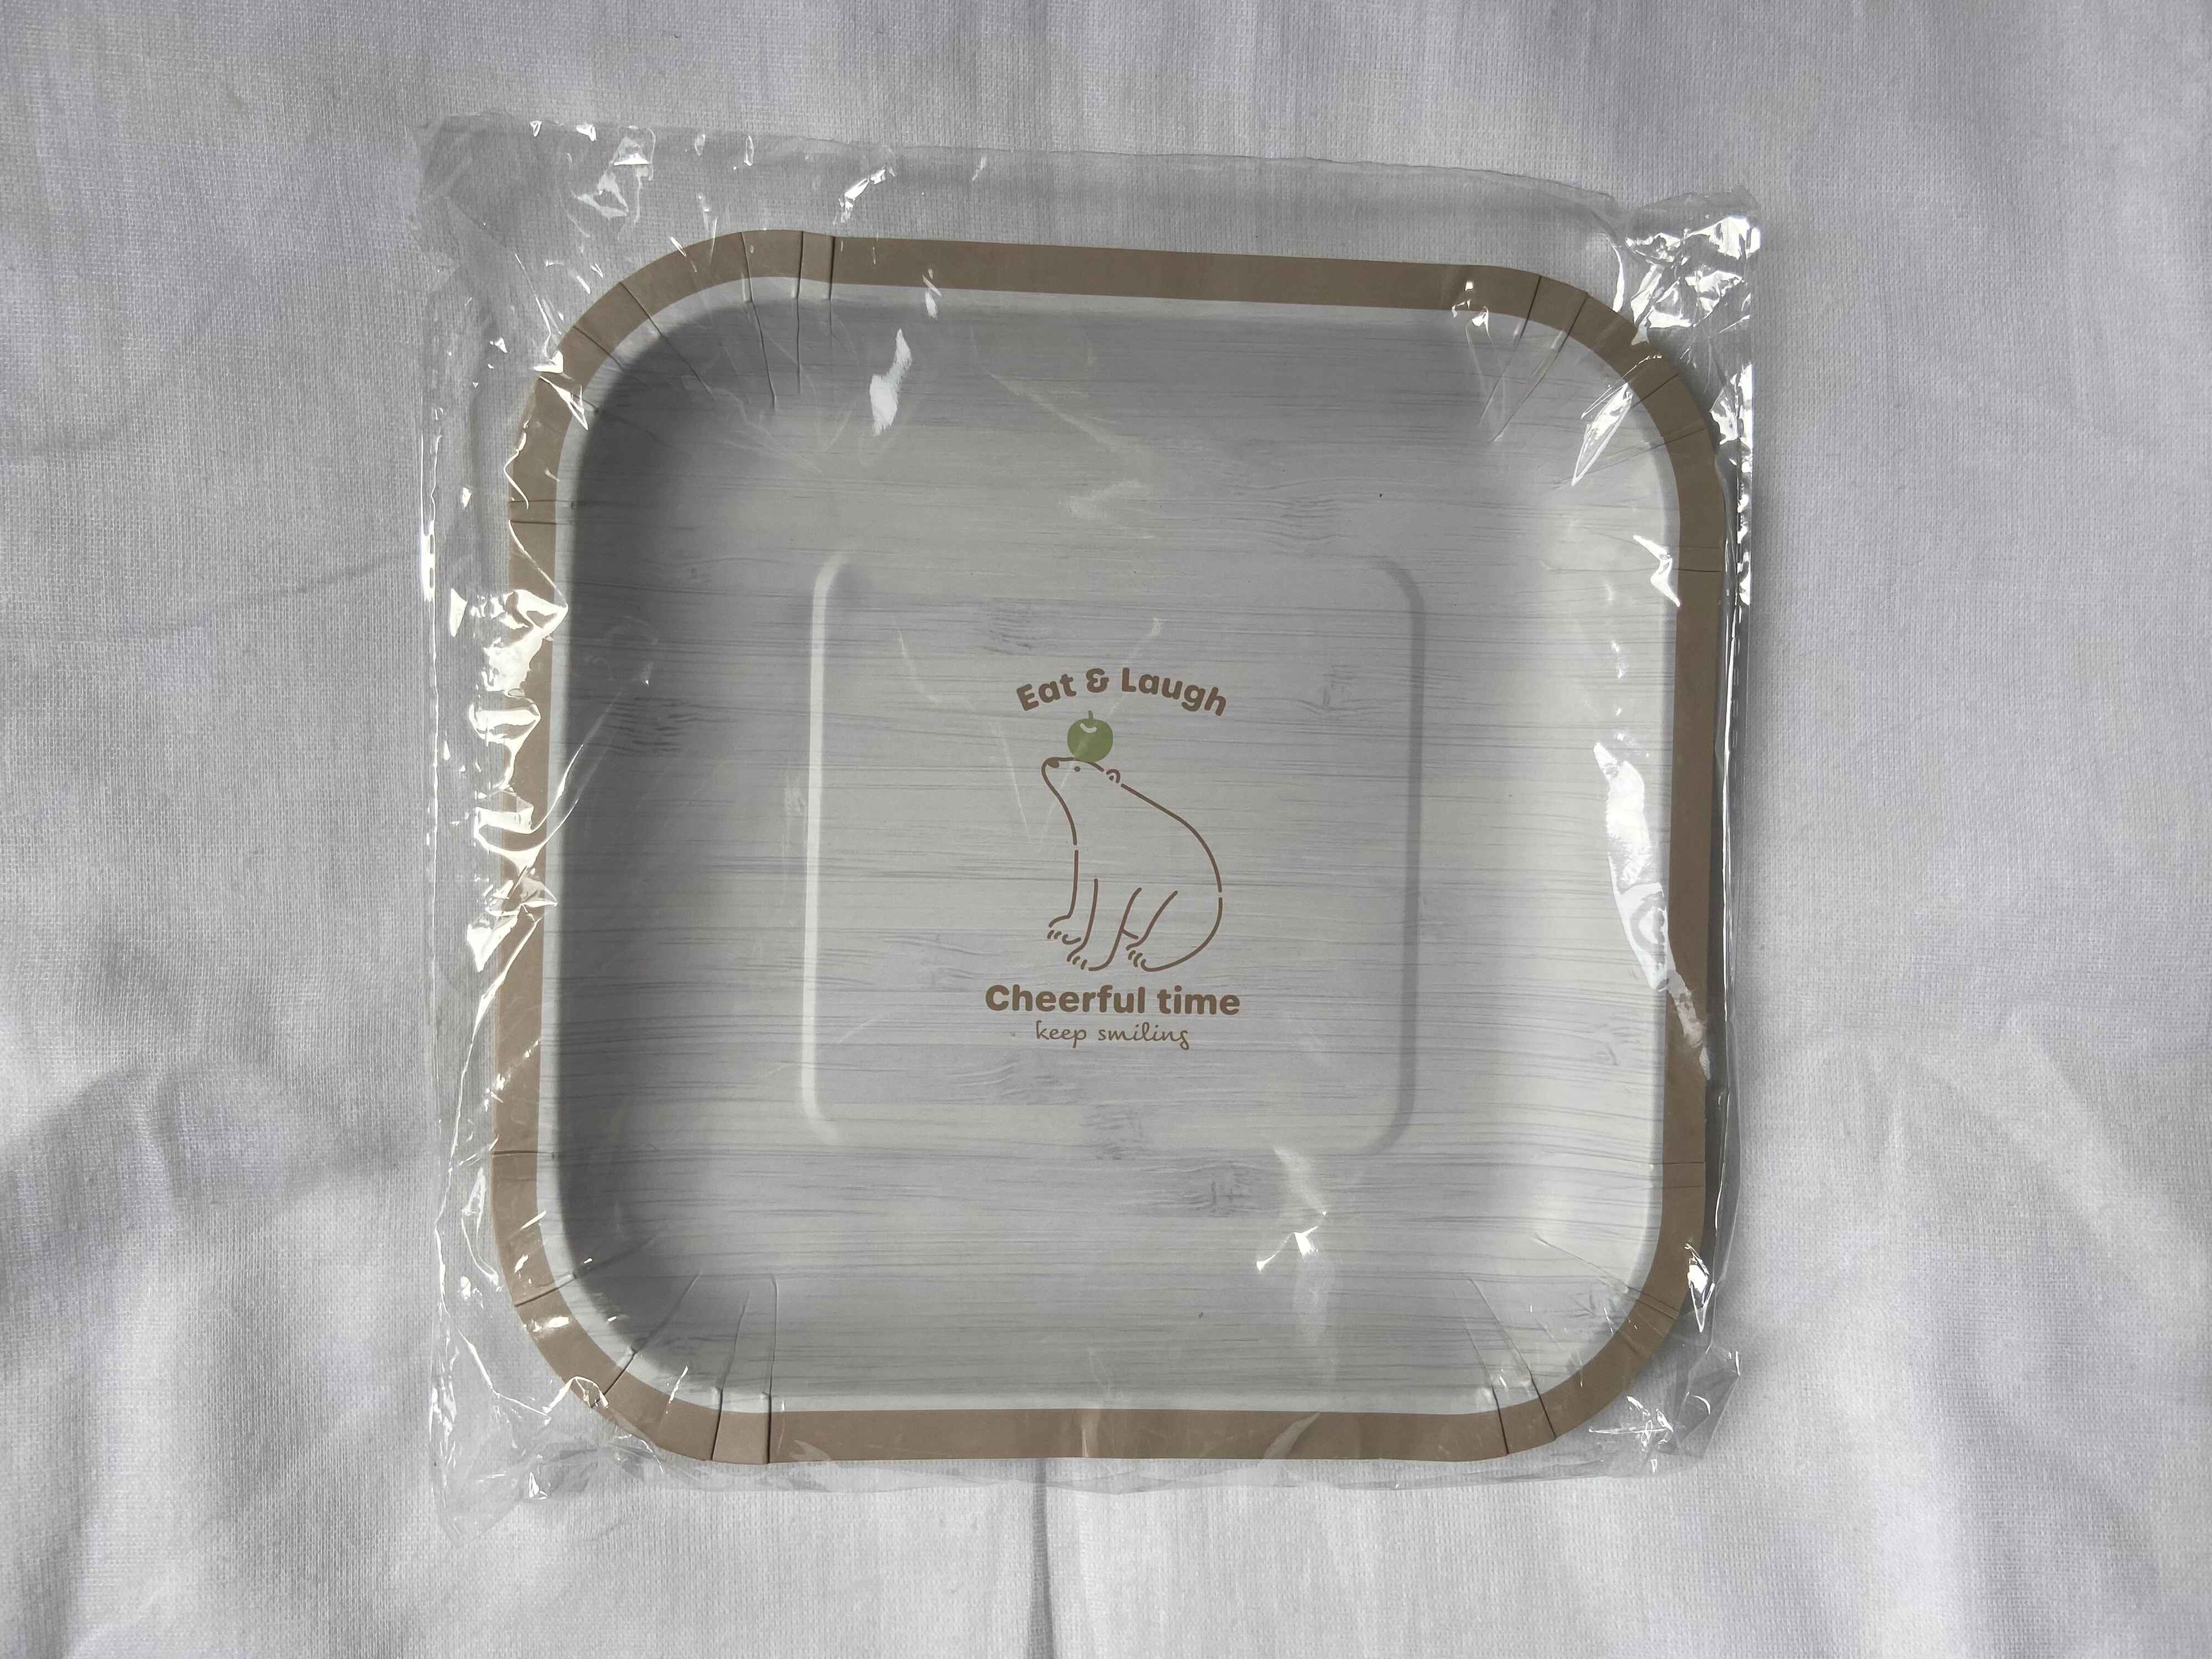 Eat & Laugh
Cheerful time
keep smiling